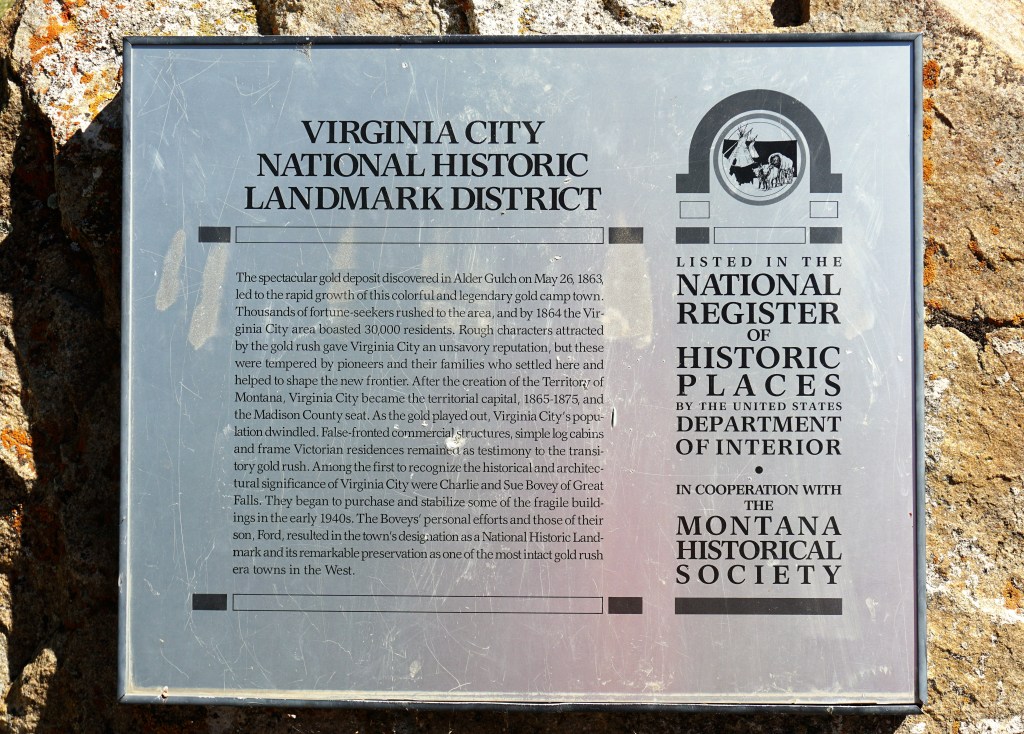 VIRGINIA CITY
NATIONAL HISTORIC
LANDMARK DISTRICT
The spectacular gold deposit discovered in Alder Gulch on May 26, 1863,
led to the rapid growth of this colorful and legendary gold camp town.
Thousands of fortune-seekers rushed to the area, and by 1864 the Vir-
ginia City area boasted 30,000 residents. Rough characters attracted
by the gold rush gave Virginia City an unsavory reputation, but these
were tempered by pioneers and their families who settled here and
helped to shape the new frontier. After the creation of the Territory of
Montana, Virginia City became the territorial capital, 1865-1875, and
the Madison County seat. As the gold played out, Virginia City's popu-
lation dwindled. False-fronted commercial structures, simple log cabins
and frame Victorian residences remained as testimony to the transi-
tory gold rush. Among the first to recognize the historical and architec-
tural significance of Virginia City were Charlie and Sue Bovey of Great
Falls. They began to purchase and stabilize some of the fragile build-
ings in the early 1940s. The Boveys' personal efforts and those of their
son, Ford, resulted in the town's designation as a National Historic Land-
mark and its remarkable preservation as one of the most intact gold rush
era towns in the West.
LISTED IN THE
NATIONAL
REGISTER
OF
HISTORIC
PLACES
BY THE UNITED STATES
DEPARTMENT
OF INTERIOR
•
IN COOPERATION WITH
THE
MONTANA
HISTORICAL
SOCIETY